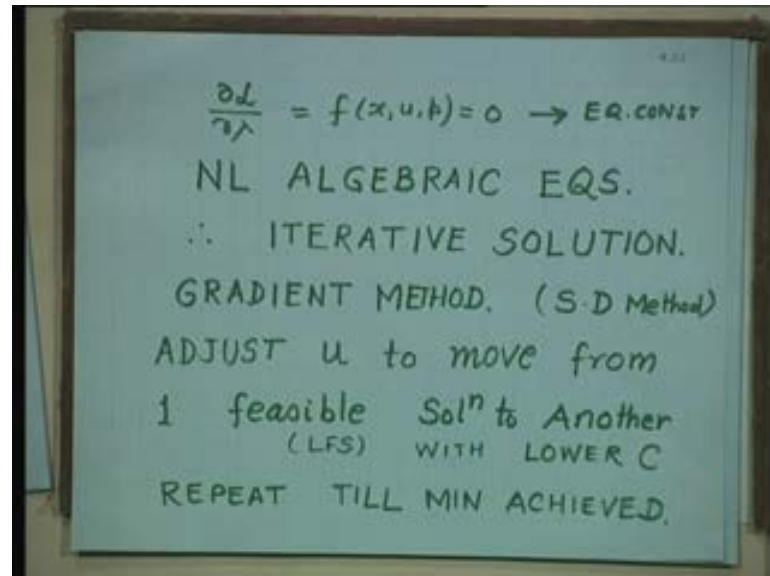 ∂L/∂λ = f(x, u, p) = 0 → EQ. CONST
NL ALGEBRAIC EQS.
∴ ITERATIVE SOLUTION.
GRADIENT METHOD. (S.D Method)
ADJUST u to move from
1 feasible Solⁿ to Another
(LFS) WITH LOWER C
REPEAT TILL MIN ACHIEVED.